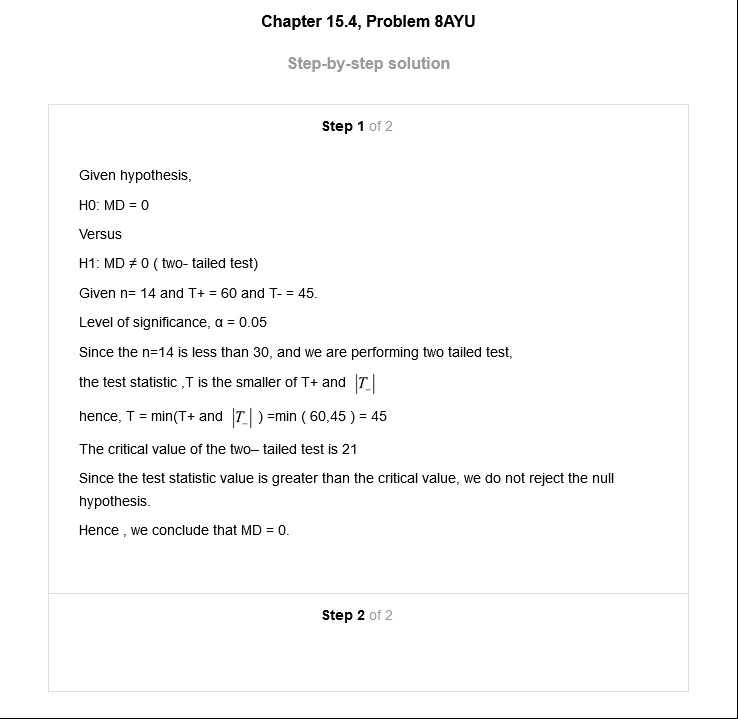 Chapter 15.4, Problem 8AYU
Step-by-step solution
Step 1 of 2
Given hypothesis,
H0: MD = 0
Versus
H1: MD ≠ 0 ( two- tailed test)
Given n= 14 and T+ = 60 and T- = 45.
Level of significance, α = 0.05
Since the n=14 is less than 30, and we are performing two tailed test,
the test statistic ,T is the smaller of T+ and |T_|
hence, T = min(T+ and |T_| ) =min ( 60,45 ) = 45
The critical value of the two– tailed test is 21
Since the test statistic value is greater than the critical value, we do not reject the null
hypothesis.
Hence , we conclude that MD = 0.
Step 2 of 2